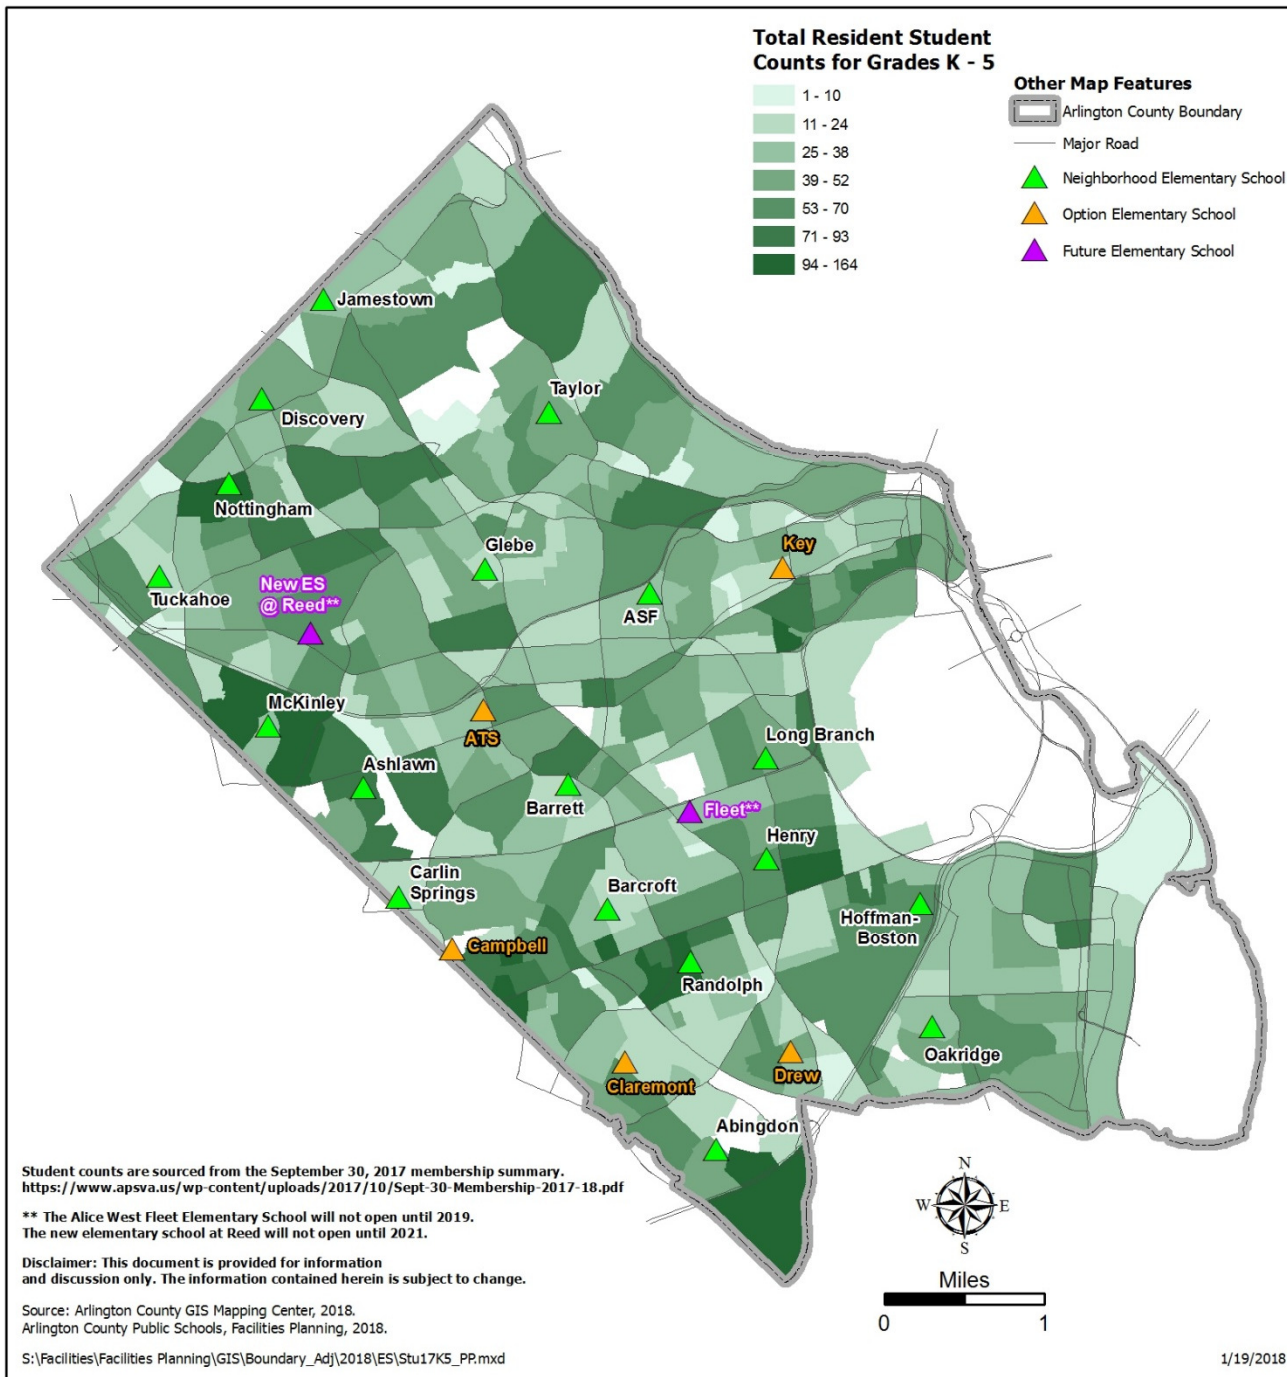 Total Resident Student
Counts for Grades K - 5
1 - 10
11 - 24
25 - 38
39 - 52
53 - 70
71 - 93
94 - 164
Other Map Features
Arlington County Boundary
Major Road
Neighborhood Elementary School
Option Elementary School
Future Elementary School
Jamestown
Taylor
Discovery
Nottingham
Glebe
Key
New ES
@ Reed**
Tuckahoe
ASF
McKinley
ATS
Long Branch
Ashlawn
Barrett
Fleet**
Henry
Carlin
Springs
Barcroft
Hoffman-
Boston
Campbell
Randolph
Oakridge
Claremont
Drew
Abingdon
Student counts are sourced from the September 30, 2017 membership summary.
https://www.apsva.us/wp-content/uploads/2017/10/Sept-30-Membership-2017-18.pdf
** The Alice West Fleet Elementary School will not open until 2019.
The new elementary school at Reed will not open until 2021.
Disclaimer: This document is provided for information
and discussion only. The information contained herein is subject to change.
Source: Arlington County GIS Mapping Center, 2018.
Arlington County Public Schools, Facilities Planning, 2018.
S:\Facilities\Facilities Planning\GIS\Boundary_Adj\2018\ES\Stu17K5_PP.mxd
N
W
E
S
Miles
0
1
1/19/2018